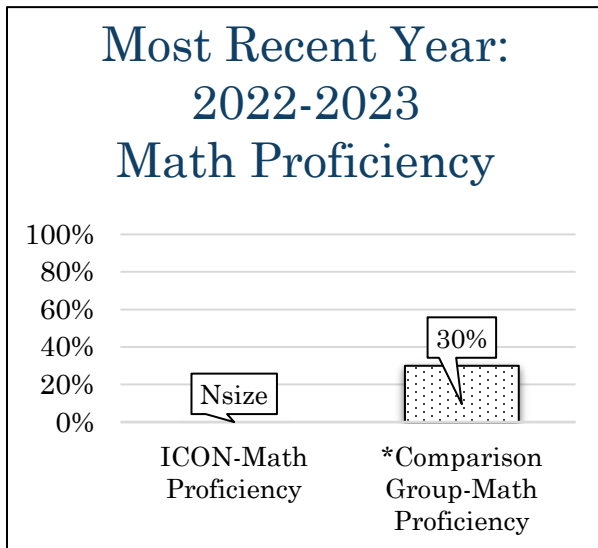 Most Recent Year:
2022-2023
Math Proficiency
100%
80%
60%
40%
20%
0%
30%
Nsize
ICON-Math
Proficiency
*Comparison
Group-Math
Proficiency